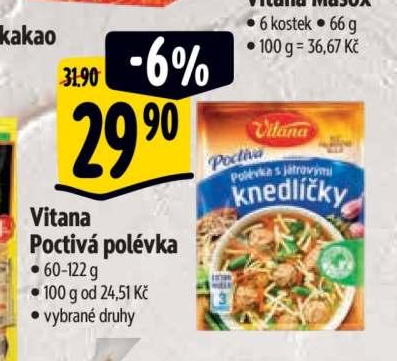 Vitana Masox
• 6 kostek • 66 g
• 100 g = 36,67 Kč
kakao
-6%
31.90
29 90
Vitana
Poctivá
Polévka s játrovými
knedlíčky
Vitana
Poctivá polévka
• 60-122 g
• 100 g od 24,51 Kč
• vybrané druhy